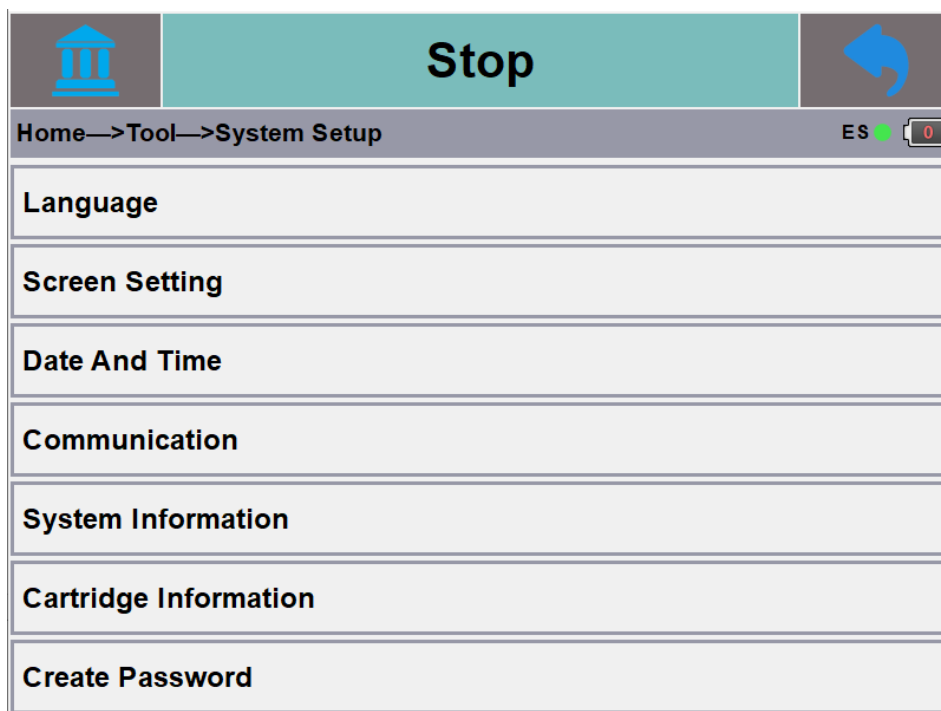 Stop
Home—>Tool—>System Setup
ES 0
Language
Screen Setting
Date And Time
Communication
System Information
Cartridge Information
Create Password